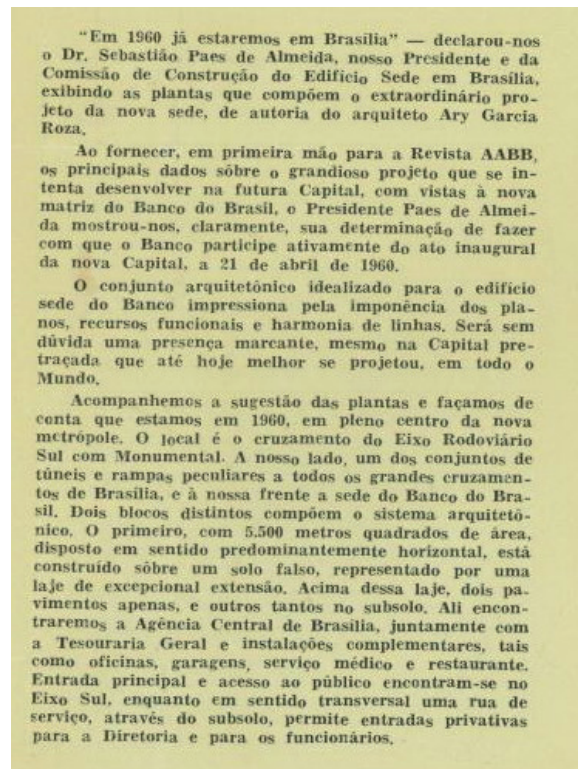 "Em 1960 já estaremos em Brasília" — declarou-nos
o Dr. Sebastião Paes de Almeida, nosso Presidente e da
Comissão de Construção do Edifício Sede em Brasília,
exibindo as plantas que compõem o extraordinário pro-
jeto da nova sede, de autoria do arquiteto Ary Garcia
Roza.
Ao fornecer, em primeira mão para a Revista AABB,
os principais dados sôbre o grandioso projeto que se in-
tenta desenvolver na futura Capital, com vistas à nova
matriz do Banco do Brasil, o Presidente Paes de Almei-
da mostrou-nos, claramente, sua determinação de fazer
com que o Banco participe ativamente do ato inaugural
da nova Capital, a 21 de abril de 1960.
O conjunto arquitetônico idealizado para o edifício
sede do Banco impressiona pela imponência dos pla-
nos, recursos funcionais e harmonia de linhas. Será sem
dúvida uma presença marcante, mesmo na Capital pre-
traçada que até hoje melhor se projetou, em todo o
Mundo.
Acompanhemos a sugestão das plantas e façamos de
conta que estamos em 1960, em pleno centro da nova
metrópole. O local é o cruzamento do Eixo Rodoviário
Sul com Monumental. A nosso lado, um dos conjuntos de
túneis e rampas peculiares a todos os grandes cruzamen-
tos de Brasília, e à nossa frente a sede do Banco do Bra-
sil. Dois blocos distintos compõem o sistema arquitetô-
nico. O primeiro, com 5.500 metros quadrados de área,
disposto em sentido predominantemente horizontal, está
construído sôbre um solo falso, representado por uma
laje de excepcional extensão. Acima dessa laje, dois pa-
vimentos apenas, e outros tantos no subsolo. Ali encon-
traremos a Agência Central de Brasília, juntamente com
a Tesouraria Geral e instalações complementares, tais
como oficinas, garagens, serviço médico e restaurante.
Entrada principal e acesso ao público encontram-se no
Eixo Sul, enquanto em sentido transversal uma rua de
serviço, através do subsolo, permite entradas privativas
para a Diretoria e para os funcionários.